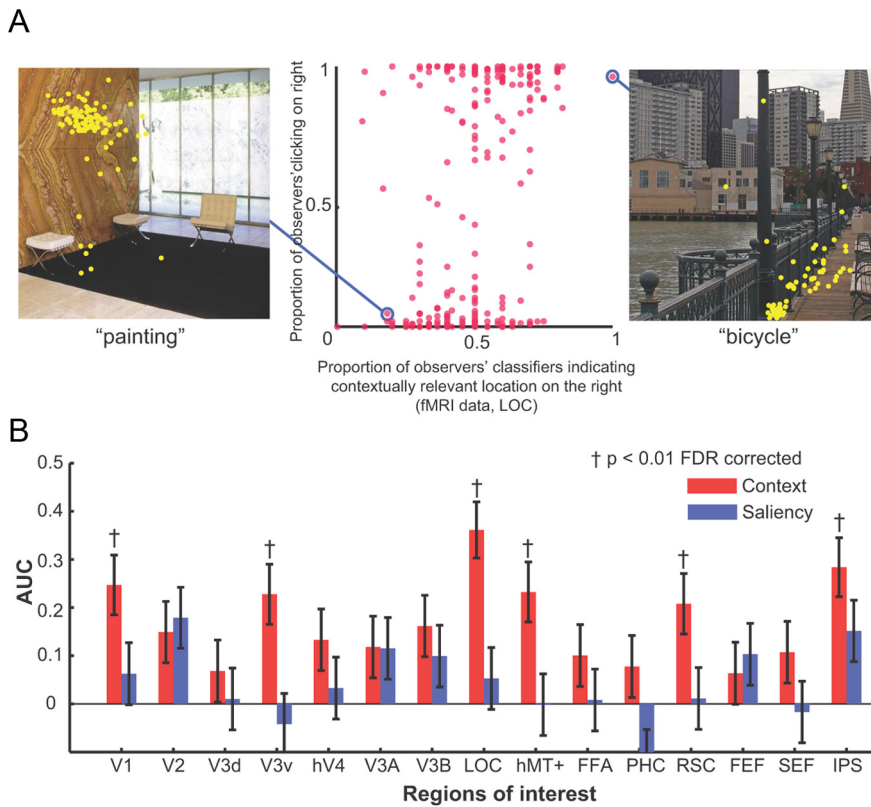 A
Proportion of observers' clicking on right
1
0.5
0
0.5
1
"painting"
"bicycle"
Proportion of observers' classifiers indicating
contextually relevant location on the right
(fMRI data, LOC)
B
† p < 0.01 FDR corrected
Context
Saliency
AUC
0.5
0.4
0.3
0.2
0.1
0
† † † † † †
V1 V2 V3d V3v hV4 V3A V3B LOC hMT+ FFA PHC RSC FEF SEF IPS
Regions of interest